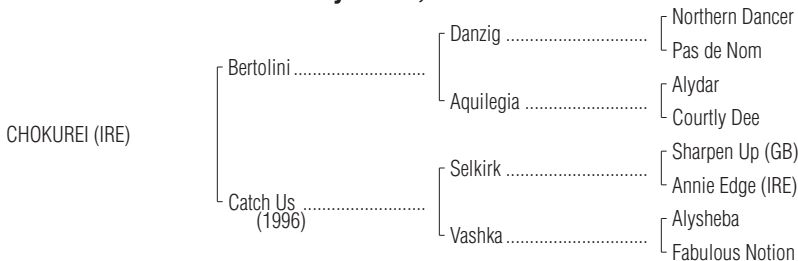 Northern Dancer
Danzig ................................
Pas de Nom
Bertolini ..............................
Alydar
Aquilegia ............................
Courtly Dee
CHOKUREI (IRE)
Sharpen Up (GB)
Selkirk ................................
Annie Edge (IRE)
Catch Us ............................
(1996)
Alysheba
Vashka ................................
Fabulous Notion